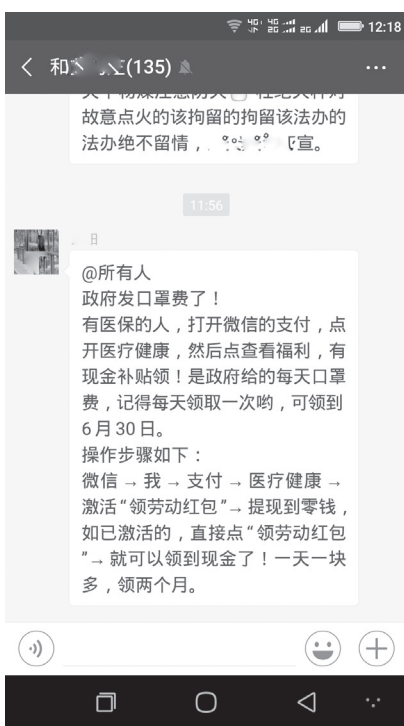 4G 4G 2G 2G 2G 12:18
和 (135)
故意点火的该拘留的拘留该法办的
法办绝不留情， 宣。
11:56
日
@所有人
政府发口罩费了！
有医保的人，打开微信的支付，点
开医疗健康，然后点查看福利，有
现金补贴领！是政府给的每天口罩
费，记得每天领取一次哟，可领到
6月30日。
操作步骤如下：
微信→我→支付→医疗健康→
激活“领劳动红包”→提现到零钱，
如已激活的，直接点“领劳动红包
”→就可以领到现金了！一天一块
多，领两个月。